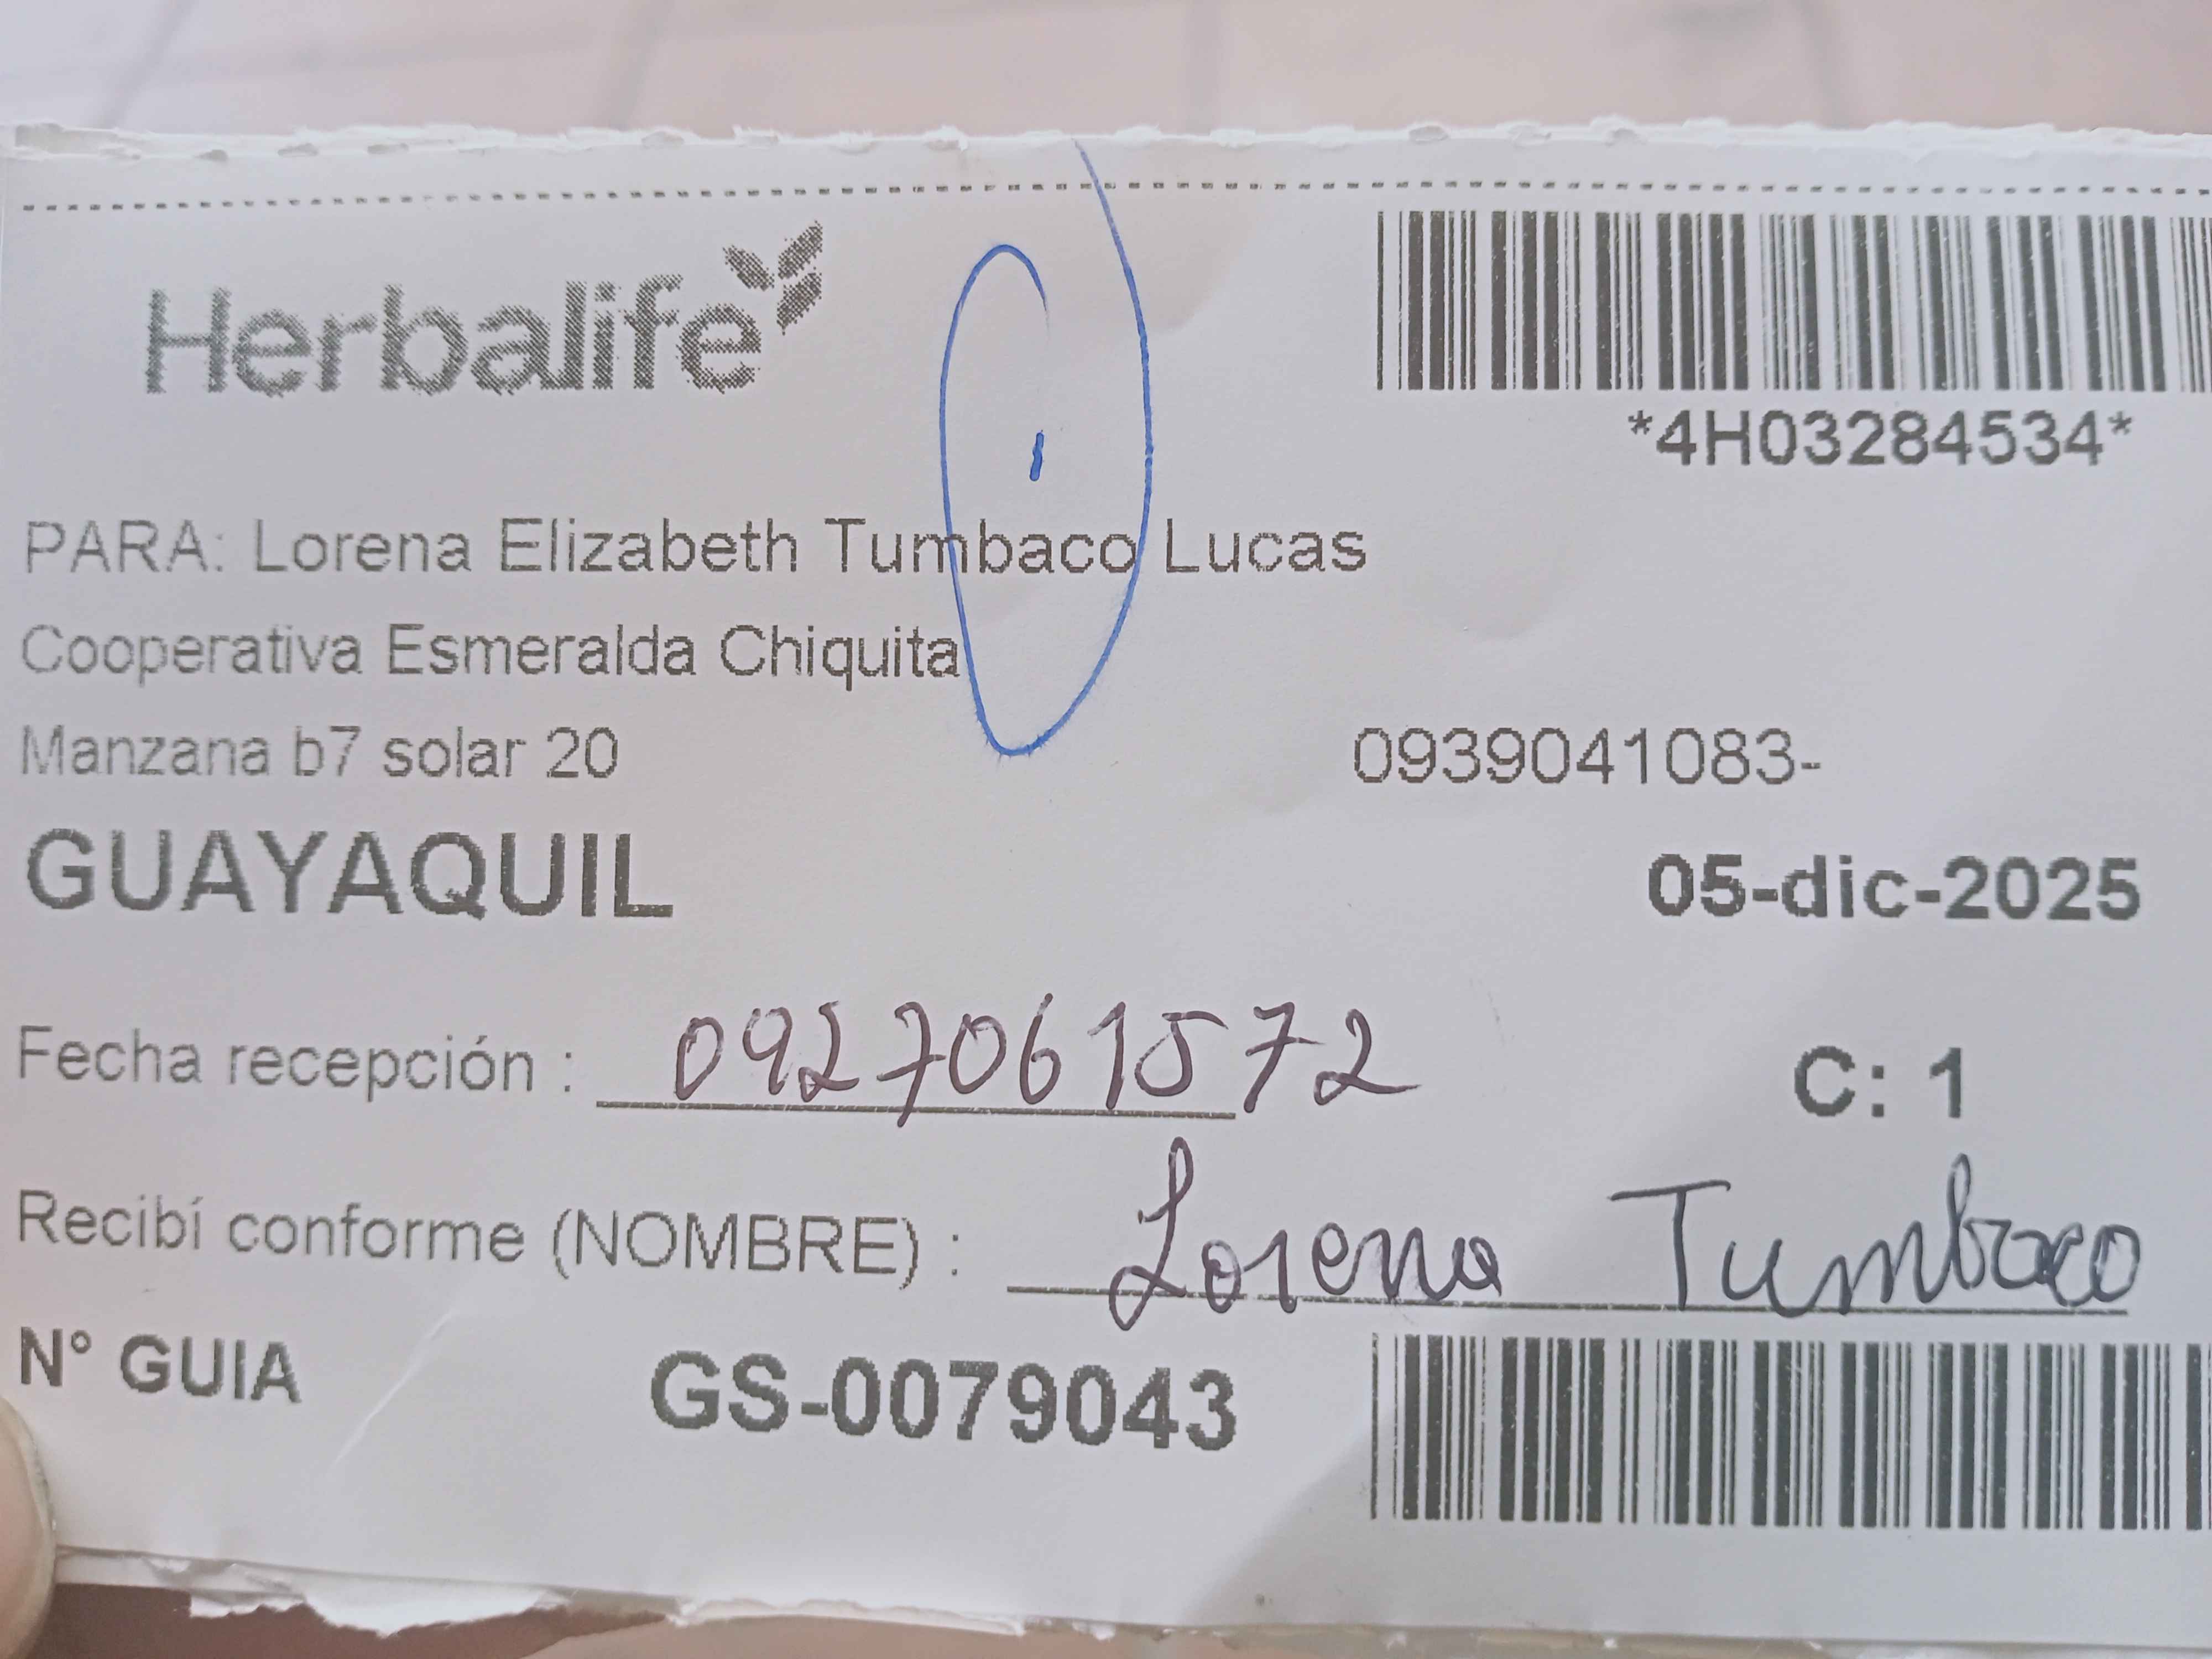 Herbalife
*4H03284534*
PARA: Lorena Elizabeth Tumbaco Lucas
Cooperativa Esmeralda Chiquita
Manzana b7 solar 20 0939041083-
GUAYAQUIL 05-dic-2025
Fecha recepción : 0927061572 C: 1
Recibí conforme (NOMBRE) : Lorena Tumbaco
N° GUIA GS-0079043